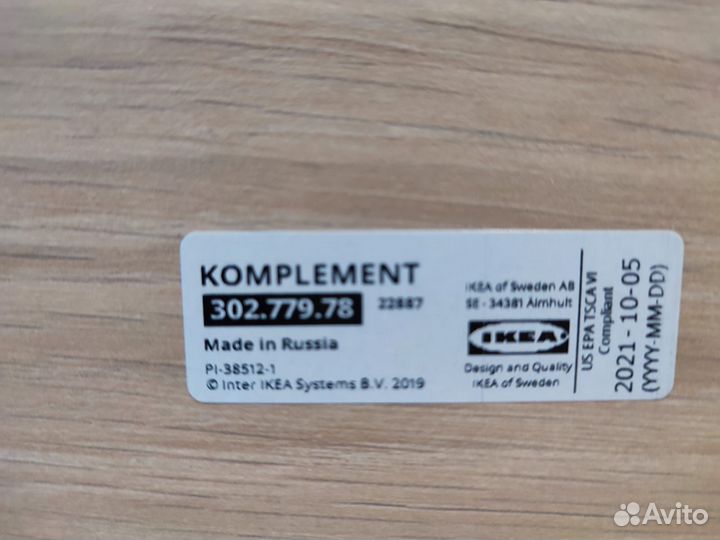 KOMPLEMENT
302.779.78 22887
Made in Russia
PI-38512-1
© Inter IKEA Systems B.V. 2019
IKEA of Sweden AB
SE - 34381 Älmhult
IKEA
Design and Quality
IKEA of Sweden
US EPA TSCA VI
Compliant
2021-10-05
(YYYY-MM-DD)
Avito